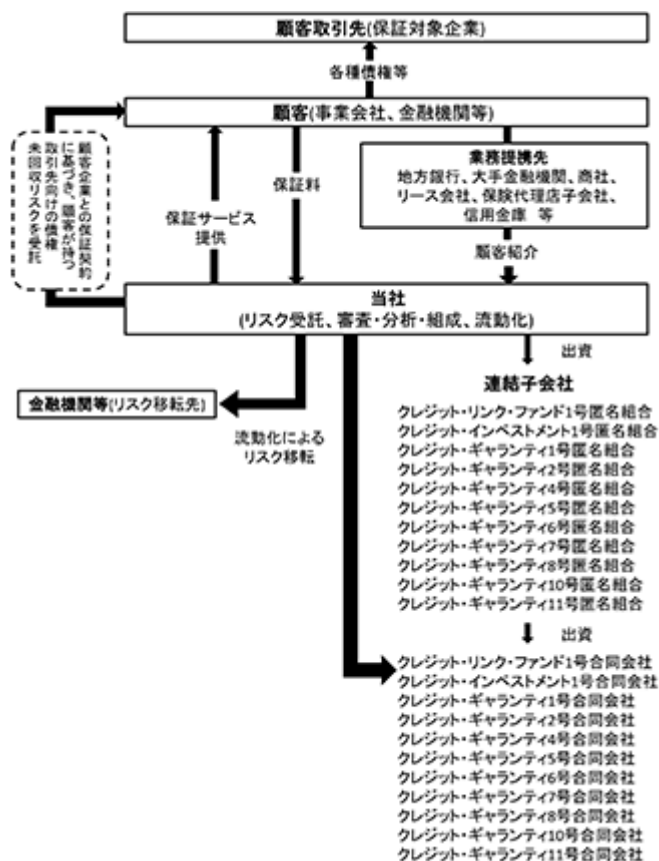 顧客取引先(保証対象企業)
各種債権等
顧客(事業会社、金融機関等)
顧客企業との保証契約
に基づき、顧客が持つ
取引先向けの債権
未回収リスクを受託
保証サービス
提供
保証料
業務提携先
地方銀行、大手金融機関、商社、
リース会社、保険代理店子会社、
信用金庫 等
顧客紹介
当社
(リスク受託、審査・分析・組成、流動化)
出資
金融機関等(リスク移転先)
流動化による
リスク移転
連結子会社
クレジット・リンク・ファンド1号匿名組合
クレジット・インベストメント1号匿名組合
クレジット・ギャランティ1号匿名組合
クレジット・ギャランティ2号匿名組合
クレジット・ギャランティ4号匿名組合
クレジット・ギャランティ5号匿名組合
クレジット・ギャランティ6号匿名組合
クレジット・ギャランティ7号匿名組合
クレジット・ギャランティ8号匿名組合
クレジット・ギャランティ10号匿名組合
クレジット・ギャランティ11号匿名組合
出資
クレジット・リンク・ファンド1号合同会社
クレジット・インベストメント1号合同会社
クレジット・ギャランティ1号合同会社
クレジット・ギャランティ2号合同会社
クレジット・ギャランティ4号合同会社
クレジット・ギャランティ5号合同会社
クレジット・ギャランティ6号合同会社
クレジット・ギャランティ7号合同会社
クレジット・ギャランティ8号合同会社
クレジット・ギャランティ10号合同会社
クレジット・ギャランティ11号合同会社